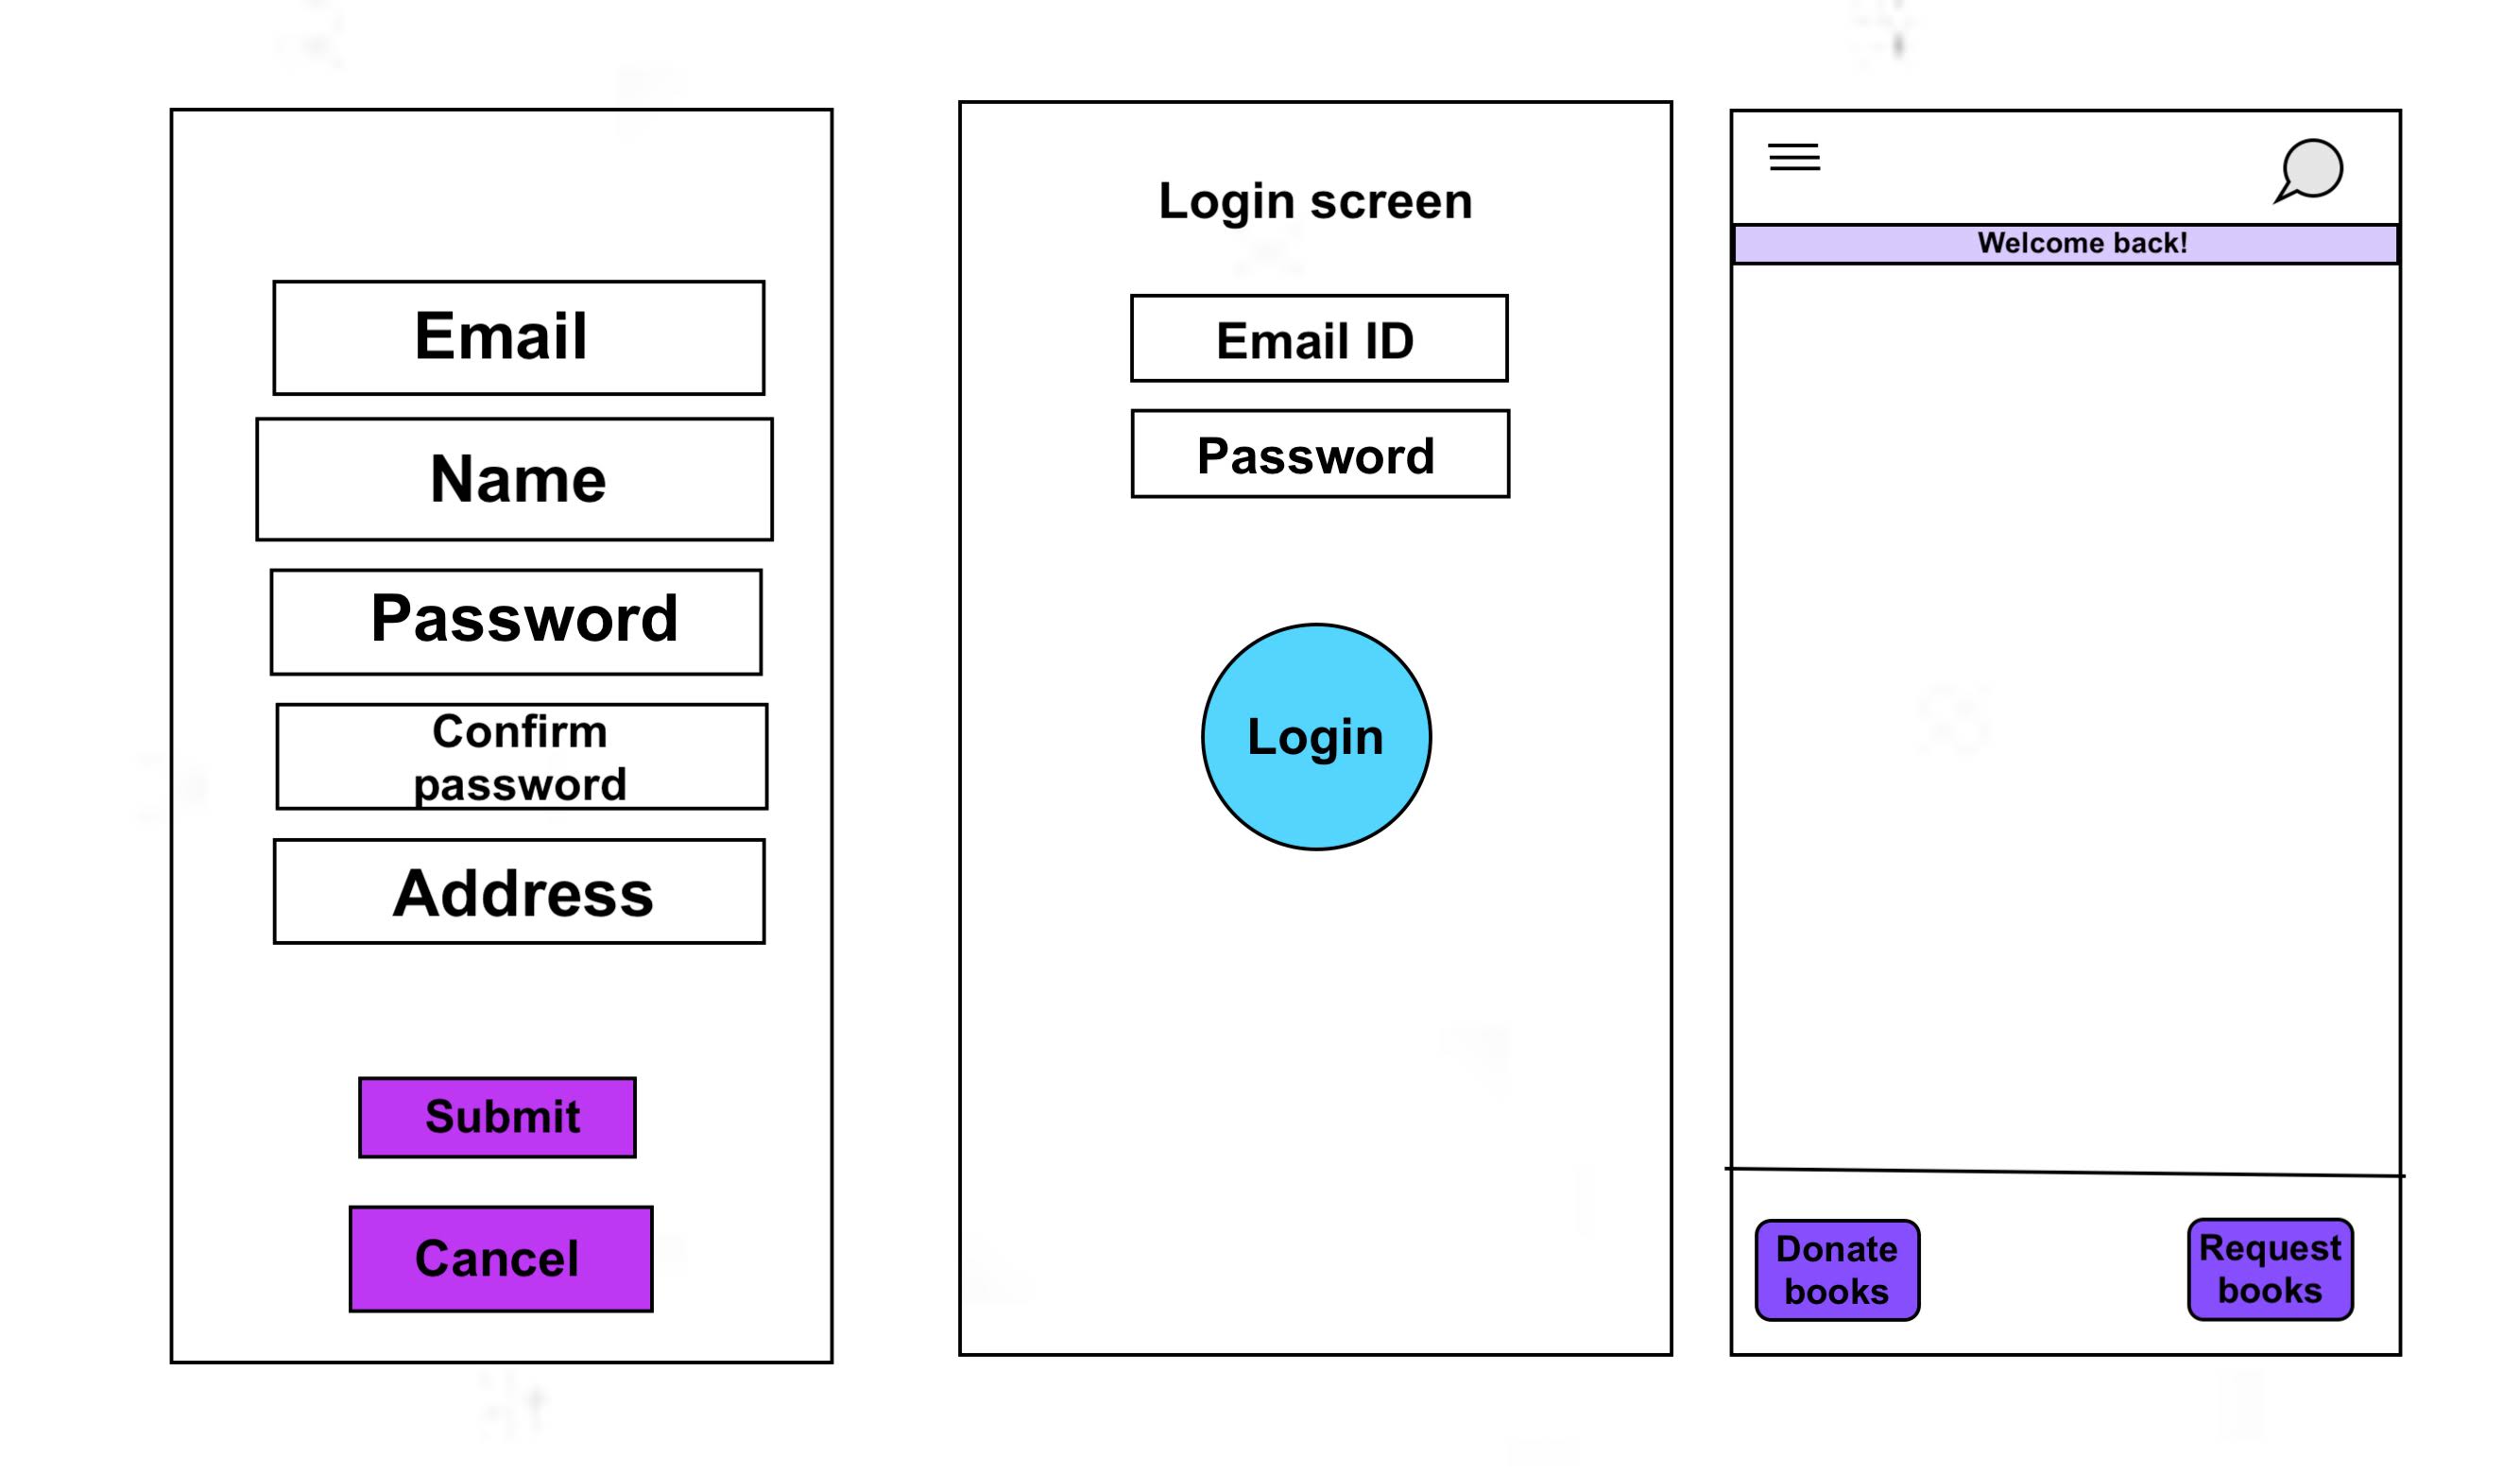 Email
Name
Password
Confirm
password
Address
Submit
Cancel
Login screen
Email ID
Password
Login
Welcome back!
Donate
books
Request
books